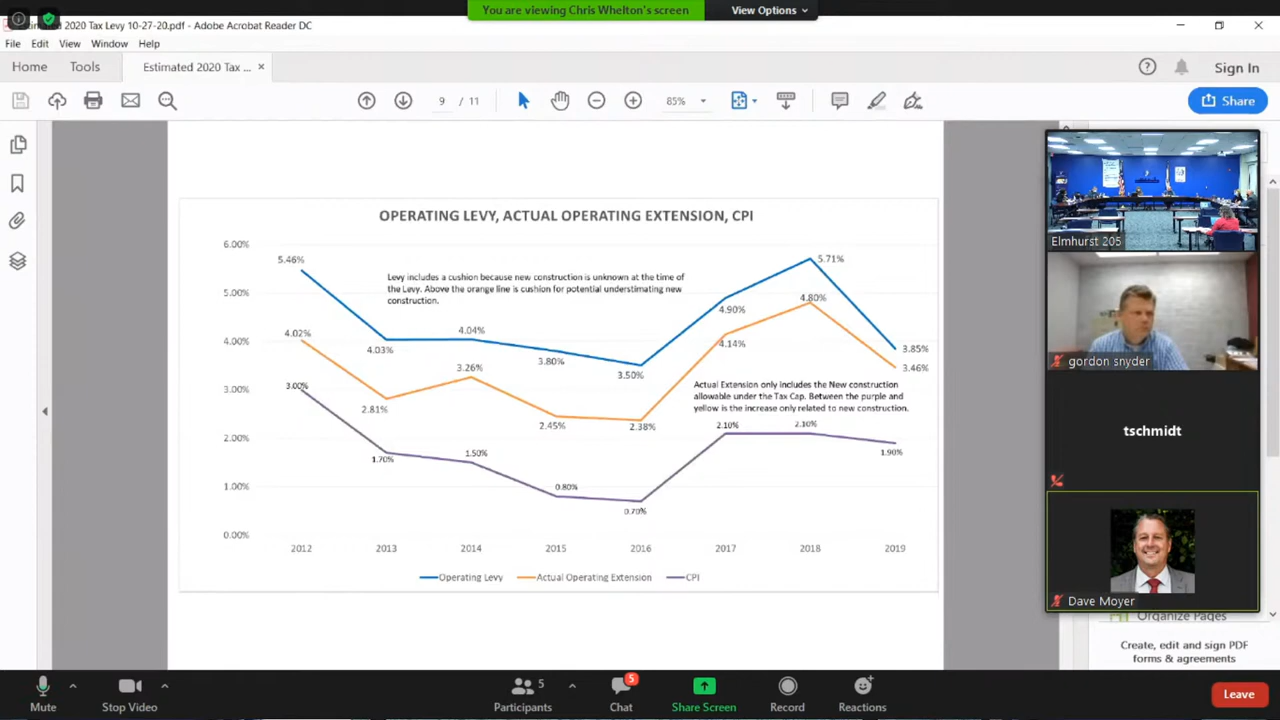 You are viewing Chris Whelton's screen
View Options
2020 Tax Levy 10-27-20.pdf - Adobe Acrobat Reader DC
File Edit View Window Help
Home Tools Estimated 2020 Tax ... ×
Sign In
9 / 11
85%
Share
OPERATING LEVY, ACTUAL OPERATING EXTENSION, CPI
6.00%
5.00%
4.00%
3.00%
2.00%
1.00%
0.00%
Levy includes a cushion because new construction is unknown at the time of
the Levy. Above the orange line is cushion for potential understimating new
construction.
5.46%
4.03%
4.04%
3.80%
3.50%
4.90%
5.71%
3.85%
4.02%
2.81%
3.26%
2.45%
2.38%
4.14%
4.80%
3.46%
Actual Extension only includes the New construction
allowable under the Tax Cap. Between the purple and
yellow is the increase only related to new construction.
3.00%
1.70%
1.50%
0.80%
0.70%
2.10%
2.10%
1.90%
2012 2013 2014 2015 2016 2017 2018 2019
Operating Levy Actual Operating Extension CPI
Elmhurst 205
gordon snyder
tschmidt
Dave Moyer
Organize Pages
Create, edit and sign PDF
forms & agreements
Mute
Stop Video
5
Participants
5
Chat
Share Screen
Record
Reactions
Leave